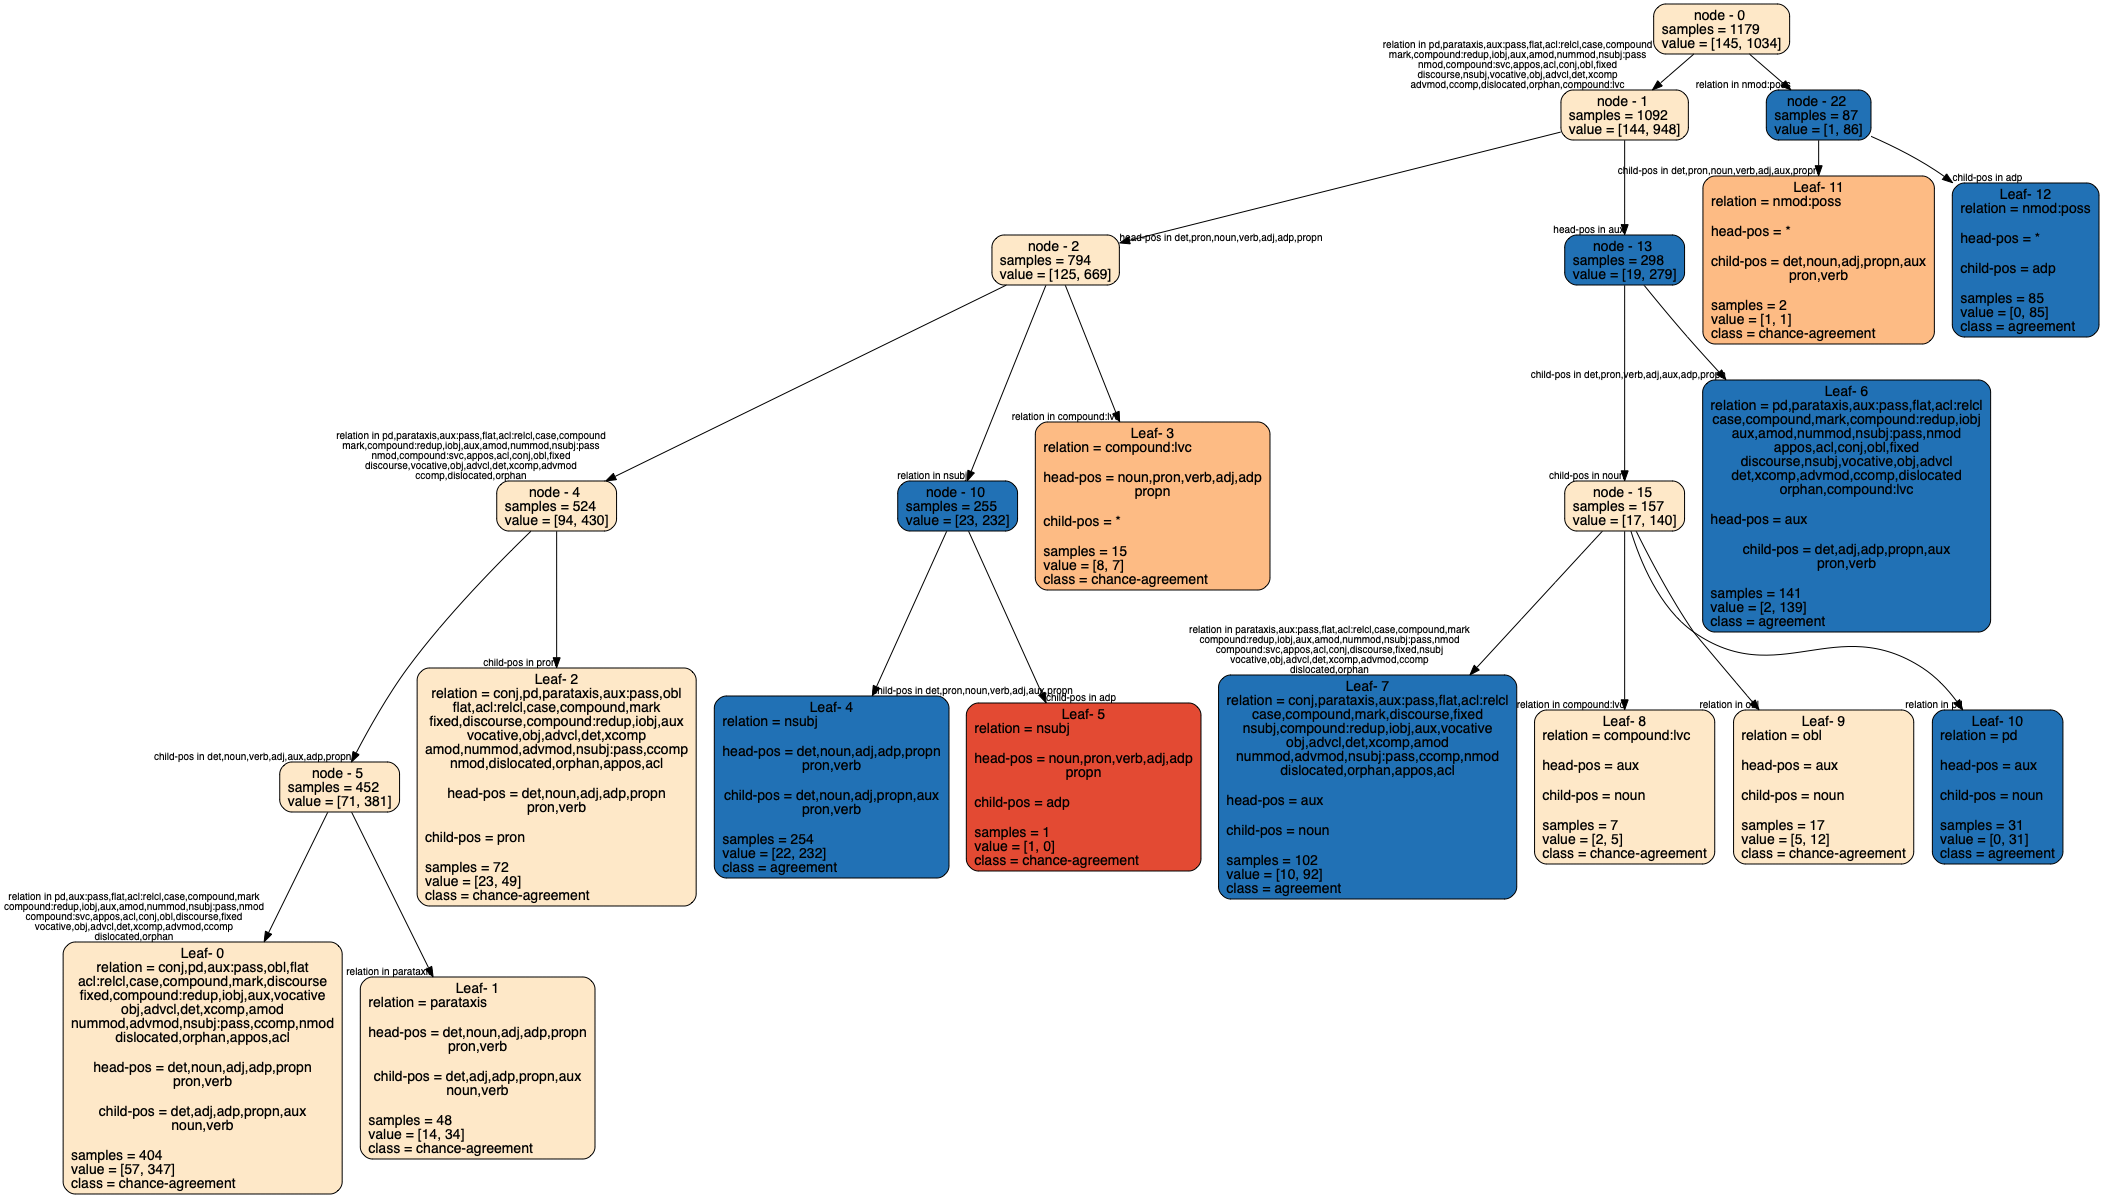 node - 0
samples = 1179
value = [145, 1034]
relation in pd,parataxis,aux:pass,flat,acl:relcl,case,compound
mark,compound:redup,iobj,aux,amod,nummod,nsubj:pass
nmod,compound:svc,appos,acl,conj,obl,fixed
discourse,nsubj,vocative,obj,advcl,det,xcomp
advmod,ccomp,dislocated,orphan,compound:lvc
node - 1
samples = 1092
value = [144, 948]
relation in nmod:poss
node - 22
samples = 87
value = [1, 86]
head-pos in det,pron,noun,verb,adj,adp,propn
node - 2
samples = 794
value = [125, 669]
head-pos in aux
node - 13
samples = 298
value = [19, 279]
child-pos in det,pron,noun,verb,adj,aux,propn
Leaf- 11
relation = nmod:poss
head-pos = *
child-pos = det,noun,adj,propn,aux
pron,verb
samples = 2
value = [1, 1]
class = chance-agreement
child-pos in adp
Leaf- 12
relation = nmod:poss
head-pos = *
child-pos = adp
samples = 85
value = [0, 85]
class = agreement
relation in pd,parataxis,aux:pass,flat,acl:relcl,case,compound
mark,compound:redup,iobj,aux,amod,nummod,nsubj:pass
nmod,compound:svc,appos,acl,conj,obl,fixed
discourse,vocative,obj,advcl,det,xcomp,advmod
ccomp,dislocated,orphan
node - 4
samples = 524
value = [94, 430]
relation in nsubj
node - 10
samples = 255
value = [23, 232]
relation in compound:lvc
Leaf- 3
relation = compound:lvc
head-pos = noun,pron,verb,adj,adp
propn
child-pos = *
samples = 15
value = [8, 7]
class = chance-agreement
child-pos in noun
node - 15
samples = 157
value = [17, 140]
child-pos in det,pron,verb,adj,aux,adp,propn
Leaf- 6
relation = pd,parataxis,aux:pass,flat,acl:relcl
case,compound,mark,compound:redup,iobj
aux,amod,nummod,nsubj:pass,nmod
appos,acl,conj,obl,fixed
discourse,nsubj,vocative,obj,advcl
det,xcomp,advmod,ccomp,dislocated
orphan,compound:lvc
head-pos = aux
child-pos = det,adj,adp,propn,aux
pron,verb
samples = 141
value = [2, 139]
class = agreement
child-pos in det,noun,verb,adj,aux,adp,propn
node - 5
samples = 452
value = [71, 381]
child-pos in pron
Leaf- 2
relation = conj,pd,parataxis,aux:pass,obl
flat,acl:relcl,case,compound,mark
fixed,discourse,compound:redup,iobj,aux
vocative,obj,advcl,det,xcomp
amod,nummod,advmod,nsubj:pass,ccomp
nmod,dislocated,orphan,appos,acl
head-pos = det,noun,adj,adp,propn
pron,verb
child-pos = pron
samples = 72
value = [23, 49]
class = chance-agreement
child-pos in det,pron,noun,verb,adj,aux,propn
Leaf- 4
relation = nsubj
head-pos = det,noun,adj,adp,propn
pron,verb
child-pos = det,noun,adj,propn,aux
pron,verb
samples = 254
value = [22, 232]
class = agreement
child-pos in adp
Leaf- 5
relation = nsubj
head-pos = noun,pron,verb,adj,adp
propn
child-pos = adp
samples = 1
value = [1, 0]
class = chance-agreement
relation in parataxis,aux:pass,flat,acl:relcl,case,compound,mark
compound:redup,iobj,aux,amod,nummod,nsubj:pass,nmod
compound:svc,appos,acl,conj,discourse,fixed,nsubj
vocative,obj,advcl,det,xcomp,advmod,ccomp
dislocated,orphan
Leaf- 7
relation = conj,parataxis,aux:pass,flat,acl:relcl
case,compound,mark,discourse,fixed
nsubj,compound:redup,iobj,aux,vocative
obj,advcl,det,xcomp,amod
nummod,advmod,nsubj:pass,ccomp,nmod
dislocated,orphan,appos,acl
head-pos = aux
child-pos = noun
samples = 102
value = [10, 92]
class = agreement
relation in compound:lvc
Leaf- 8
relation = compound:lvc
head-pos = aux
child-pos = noun
samples = 7
value = [2, 5]
class = chance-agreement
relation in obl
Leaf- 9
relation = obl
head-pos = aux
child-pos = noun
samples = 17
value = [5, 12]
class = chance-agreement
relation in pd
Leaf- 10
relation = pd
head-pos = aux
child-pos = noun
samples = 31
value = [0, 31]
class = agreement
relation in pd,aux:pass,flat,acl:relcl,case,compound,mark
compound:redup,iobj,aux,amod,nummod,nsubj:pass,nmod
compound:svc,appos,acl,conj,obl,discourse,fixed
vocative,obj,advcl,det,xcomp,advmod,ccomp
dislocated,orphan
Leaf- 0
relation = conj,pd,aux:pass,obl,flat
acl:relcl,case,compound,mark,discourse
fixed,compound:redup,iobj,aux,vocative
obj,advcl,det,xcomp,amod
nummod,advmod,nsubj:pass,ccomp,nmod
dislocated,orphan,appos,acl
head-pos = det,noun,adj,adp,propn
pron,verb
child-pos = det,adj,adp,propn,aux
noun,verb
samples = 404
value = [57, 347]
class = chance-agreement
relation in parataxis
Leaf- 1
relation = parataxis
head-pos = det,noun,adj,adp,propn
pron,verb
child-pos = det,adj,adp,propn,aux
noun,verb
samples = 48
value = [14, 34]
class = chance-agreement